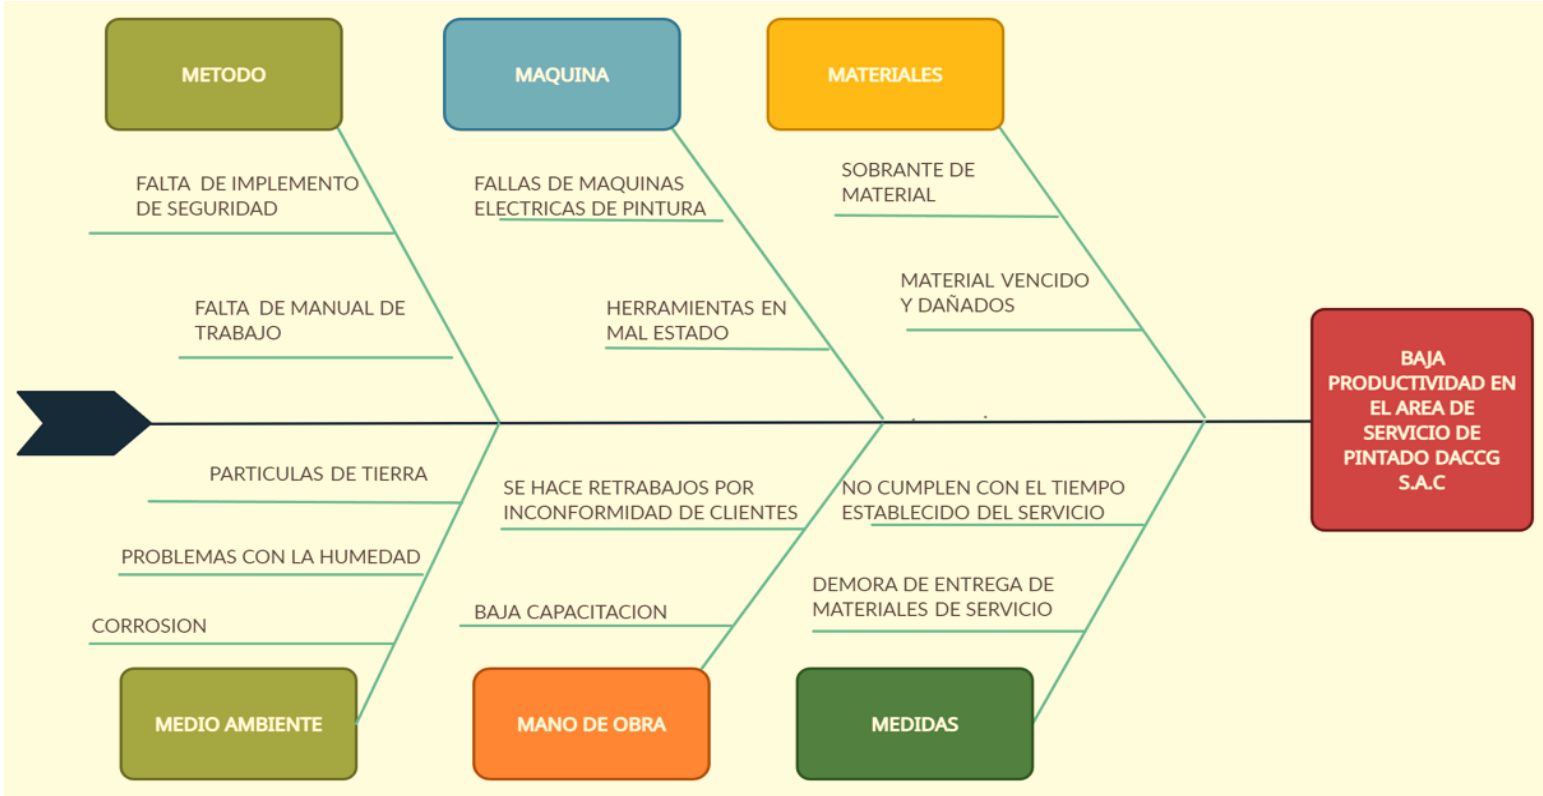 METODO
MAQUINA
MATERIALES
FALTA DE IMPLEMENTO
DE SEGURIDAD
FALLAS DE MAQUINAS
ELECTRICAS DE PINTURA
SOBRANTE DE
MATERIAL
FALTA DE MANUAL DE
TRABAJO
HERRAMIENTAS EN
MAL ESTADO
MATERIAL VENCIDO
Y DAÑADOS
BAJA
PRODUCTIVIDAD EN
EL AREA DE
SERVICIO DE
PINTADO DACCG
S.A.C
PARTICULAS DE TIERRA
PROBLEMAS CON LA HUMEDAD
CORROSION
SE HACE RETRABAJOS POR
INCONFORMIDAD DE CLIENTES
BAJA CAPACITACION
NO CUMPLEN CON EL TIEMPO
ESTABLECIDO DEL SERVICIO
DEMORA DE ENTREGA DE
MATERIALES DE SERVICIO
MEDIO AMBIENTE
MANO DE OBRA
MEDIDAS